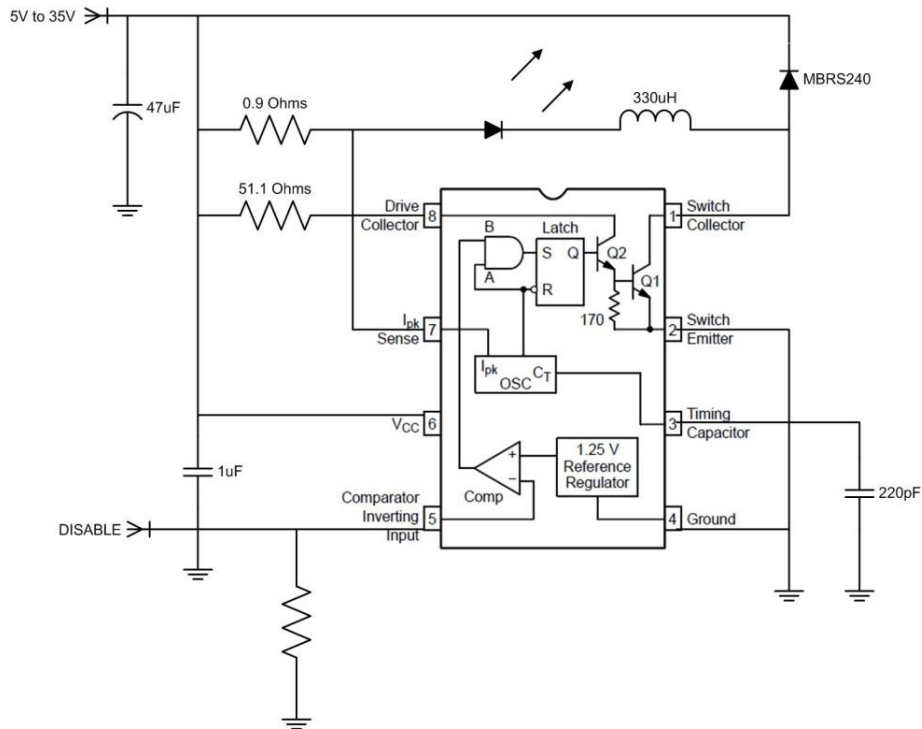 5V to 35V
MBRS240
47uF
0.9 Ohms
330uH
51.1 Ohms
Drive
Collector
8
B
A
Latch
S
Q
R
Q2
Q1
170
1
Switch
Collector
Ipk
Sense
7
2
Switch
Emitter
Ipk
CT
OSC
VCC
6
3
Timing
Capacitor
1uF
+
−
Comp
1.25 V
Reference
Regulator
220pF
DISABLE
Comparator
Inverting
Input
5
4
Ground